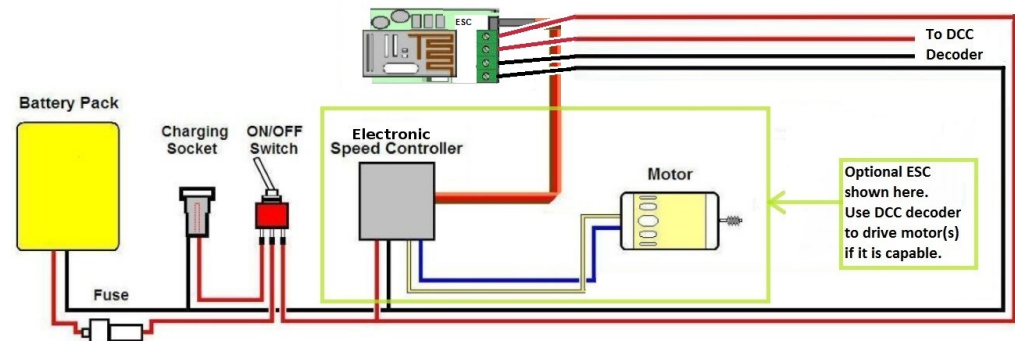 ESC
To DCC
Decoder
Battery Pack
Charging
Socket
ON/OFF
Switch
Electronic
Speed Controller
Motor
Optional ESC
shown here.
Use DCC decoder
to drive motor(s)
if it is capable.
Fuse